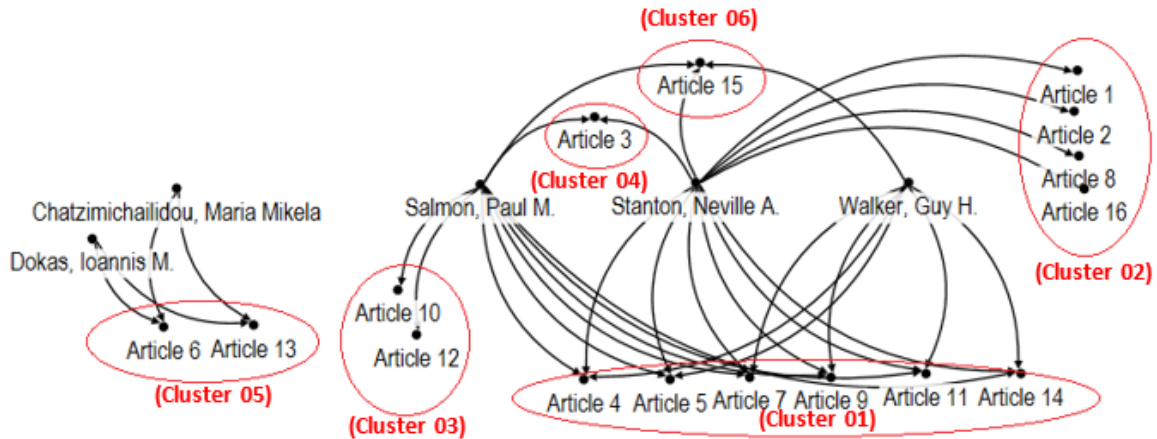 (Cluster 06)
Article 15
Article 1
Article 3
Article 2
(Cluster 04)
Article 8
Chatzimichailidou, Maria Mikela
Salmon, Paul M.
Stanton, Neville A.
Walker, Guy H.
Article 16
Dokas, Ioannis M.
(Cluster 02)
Article 10
Article 6
Article 13
Article 12
(Cluster 05)
Article 4
Article 5
Article 7
Article 9
Article 11
Article 14
(Cluster 03)
(Cluster 01)